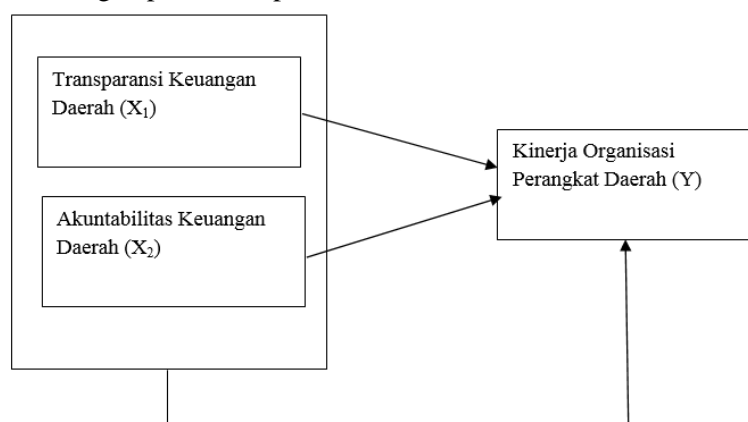 Transparansi Keuangan
Daerah (X₁)
Kinerja Organisasi
Perangkat Daerah (Y)
Akuntabilitas Keuangan
Daerah (X₂)